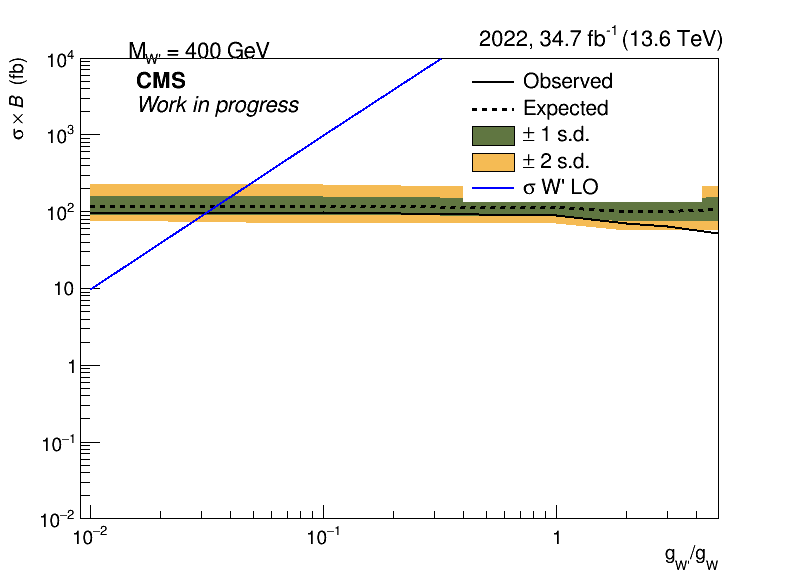 M_W' = 400 GeV
2022, 34.7 fb⁻¹ (13.6 TeV)
CMS
Work in progress
Observed
Expected
± 1 s.d.
± 2 s.d.
σ W' LO
σ × B (fb)
10⁴
10³
10²
10
1
10⁻¹
10⁻²
10⁻² 10⁻¹ 1
g_W'/g_W